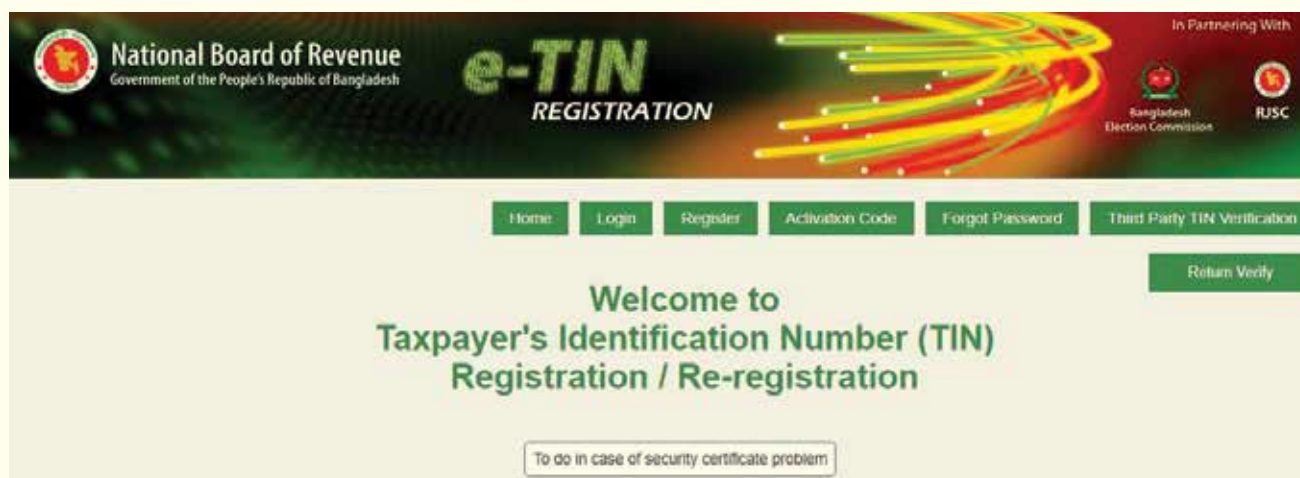 National Board of Revenue
Government of the People's Republic of Bangladesh
e-TIN
REGISTRATION
In Partnering With
Bangladesh
Election Commission
RJSC
Home
Login
Register
Activation Code
Forgot Password
Third Party TIN Verification
Return Verify
Welcome to
Taxpayer's Identification Number (TIN)
Registration / Re-registration
To do in case of security certificate problem